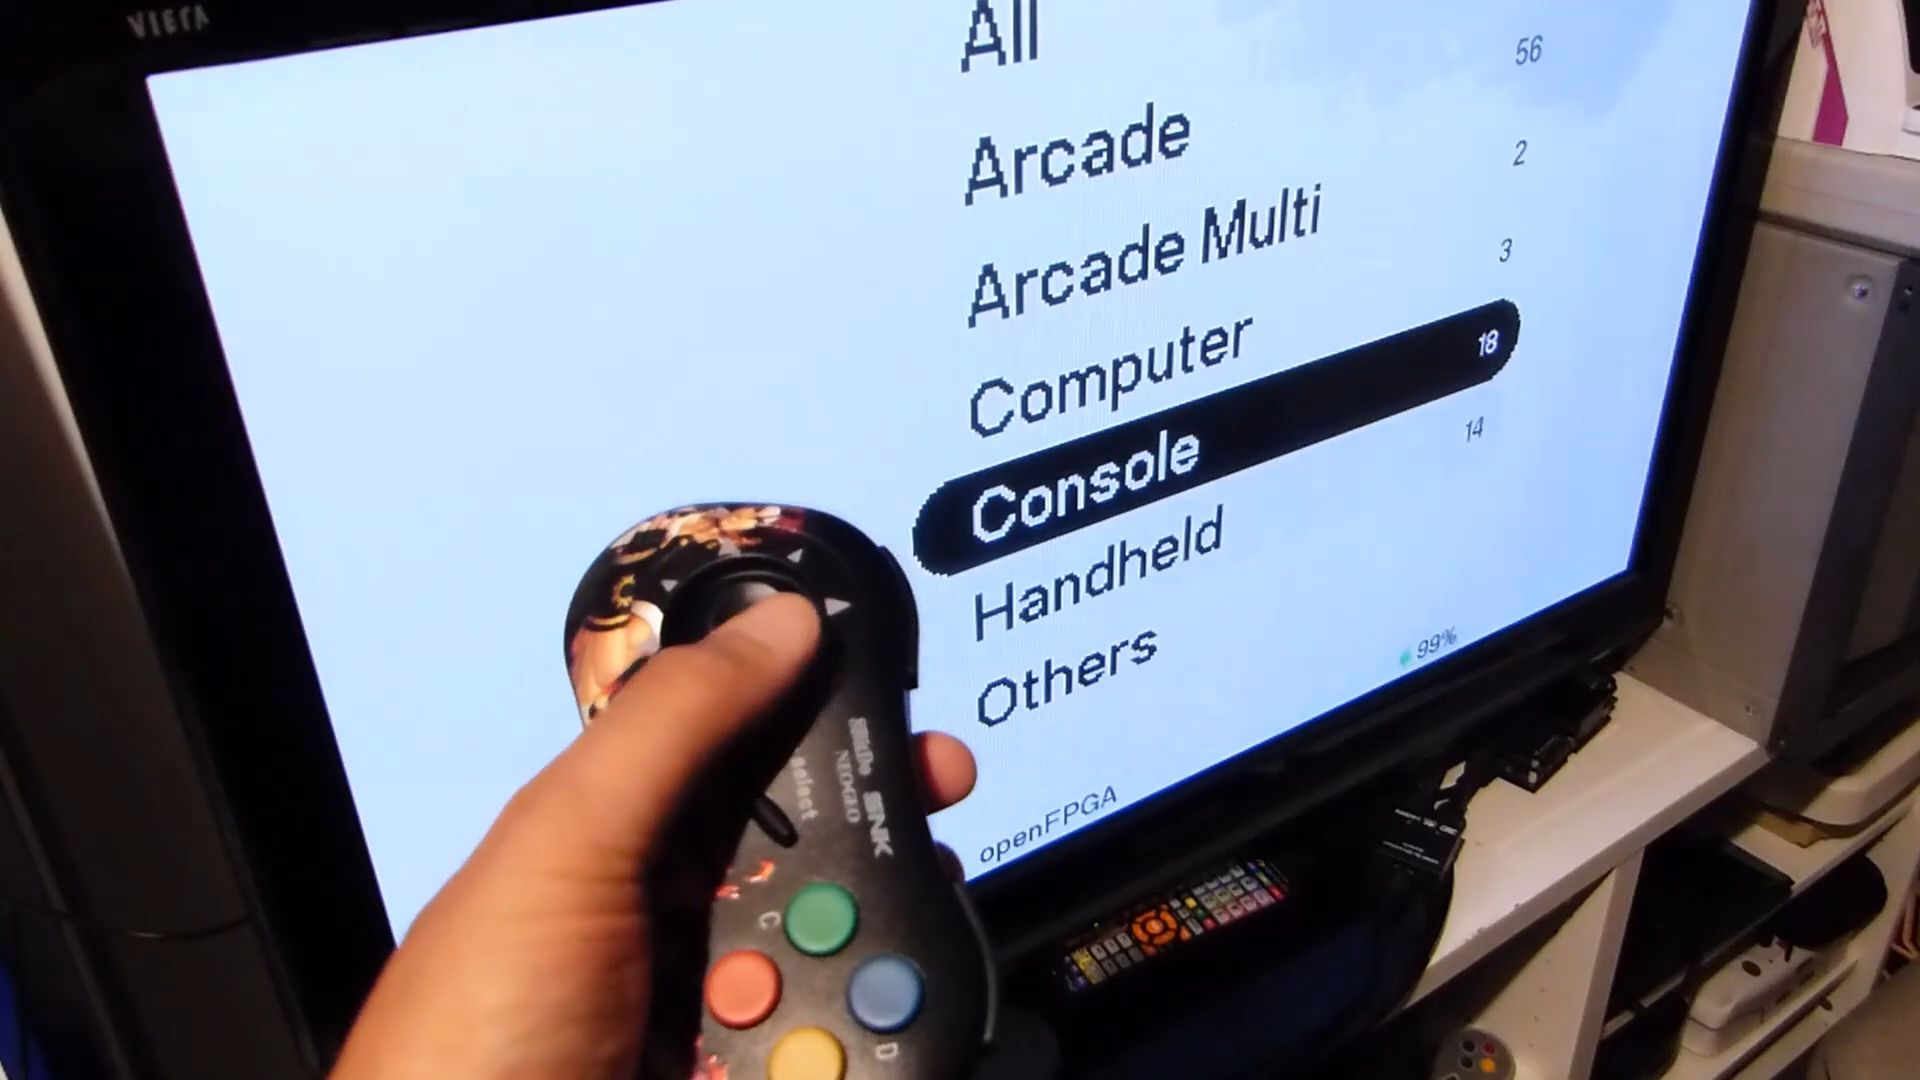 VIERA
All
Arcade 56
Arcade Multi 2
Computer 3
Console 18
Handheld 14
Others
99%
openFPGA
select
8BitDo SNK
NEOGEO
C
D